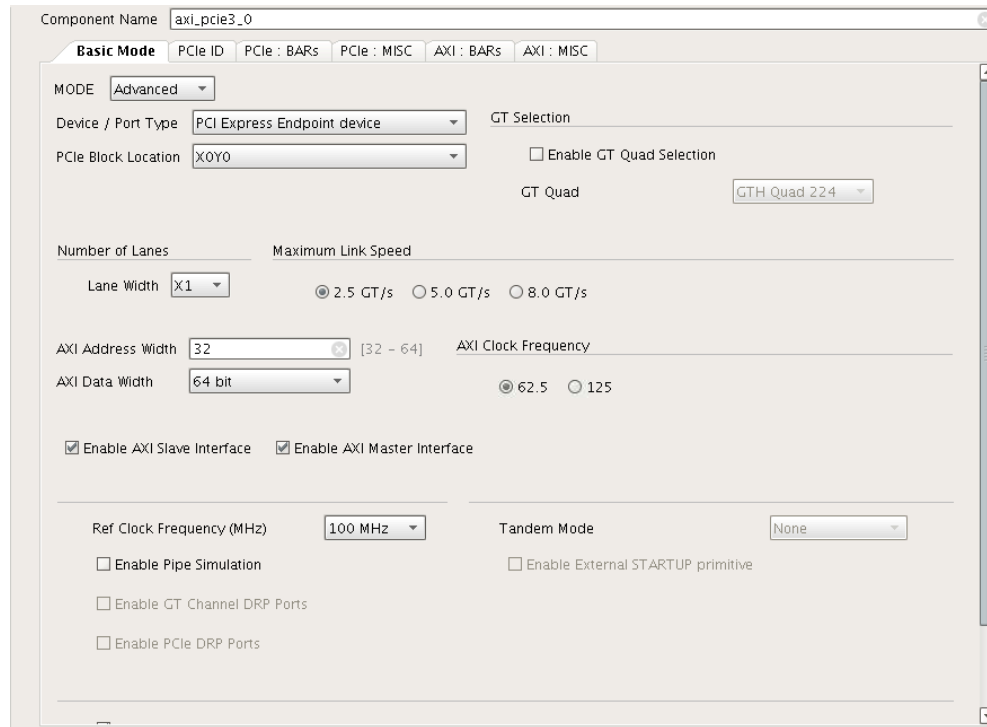 Component Name axi_pcie3_0
Basic Mode PCIe ID PCIe : BARs PCIe : MISC AXI : BARs AXI : MISC
MODE Advanced
Device / Port Type PCI Express Endpoint device
GT Selection
PCIe Block Location X0Y0
Enable GT Quad Selection
GT Quad GTH Quad 224
Number of Lanes
Maximum Link Speed
Lane Width X1
2.5 GT/s 5.0 GT/s 8.0 GT/s
AXI Address Width 32 [32 - 64]
AXI Clock Frequency
AXI Data Width 64 bit
62.5 125
Enable AXI Slave Interface Enable AXI Master Interface
Ref Clock Frequency (MHz) 100 MHz
Tandem Mode None
Enable Pipe Simulation
Enable External STARTUP primitive
Enable GT Channel DRP Ports
Enable PCIe DRP Ports